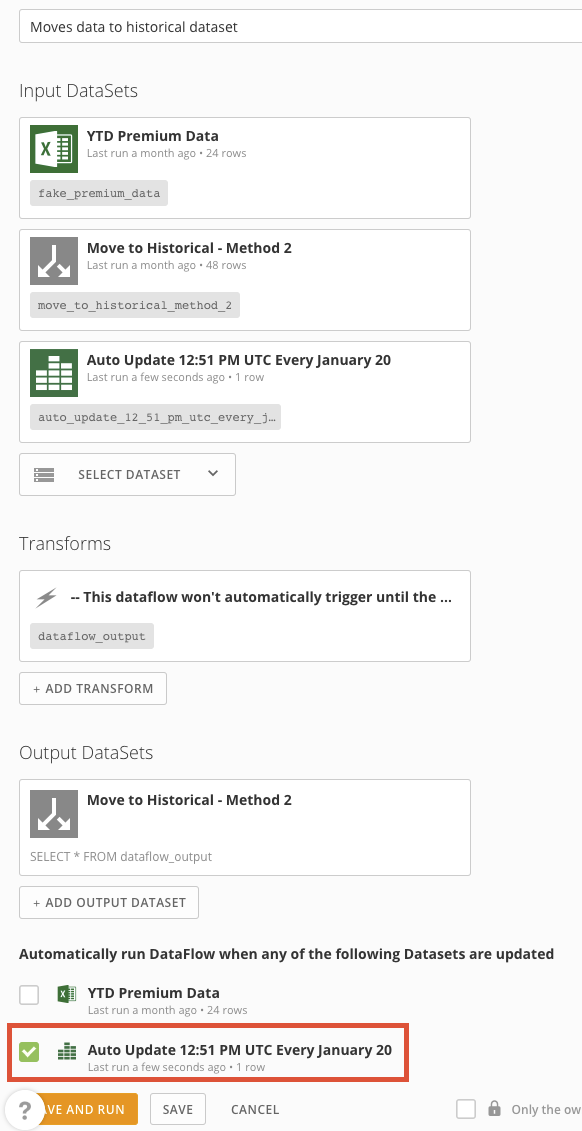 Moves data to historical dataset
Input DataSets
YTD Premium Data
Last run a month ago • 24 rows
fake_premium_data
Move to Historical - Method 2
Last run a month ago • 48 rows
move_to_historical_method_2
Auto Update 12:51 PM UTC Every January 20
Last run a few seconds ago • 1 row
auto_update_12_51_pm_utc_every_j…
SELECT DATASET
Transforms
-- This dataflow won't automatically trigger until the ...
dataflow_output
+ ADD TRANSFORM
Output DataSets
Move to Historical - Method 2
SELECT * FROM dataflow_output
+ ADD OUTPUT DATASET
Automatically run DataFlow when any of the following Datasets are updated
YTD Premium Data
Last run a month ago • 24 rows
Auto Update 12:51 PM UTC Every January 20
Last run a few seconds ago • 1 row
? AVE AND RUN SAVE CANCEL Only the ow